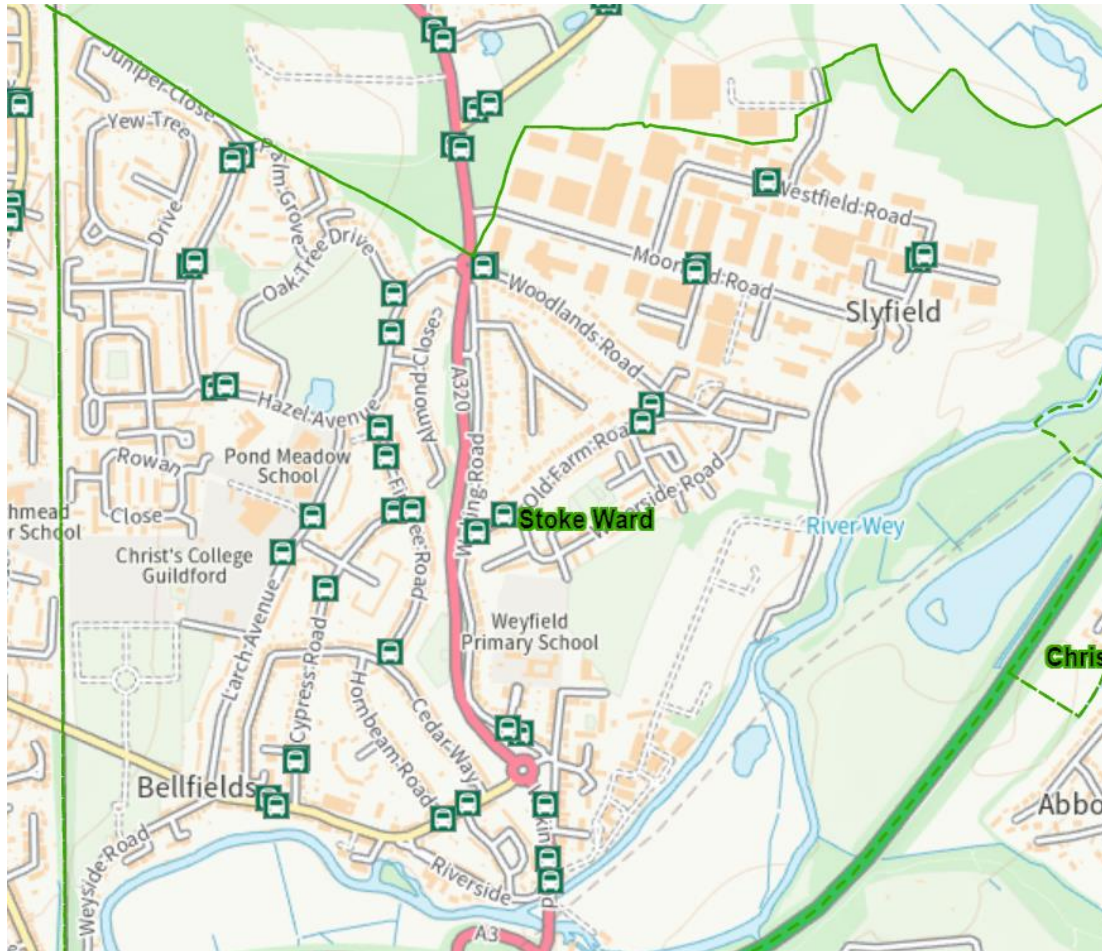 Juniper Close
Yew Tree
Drive
Palm Grove
Oak Tree Drive
Westfield Road
Moorfield Road
Slyfield
Woodlands Road
A320
Almond Close
Hazel Avenue
Pond Meadow
School
Rowan
Close
hmead
r School
Christ's College
Guildford
Old Farm Road
Stoke Ward
Road
River Wey
Weyfield
Primary School
Larch Avenue
Cypress Road
Hornbeam Road
Cedar Way
Chris
Bellfields
Abbo
Weyside Road
Riverside
A3